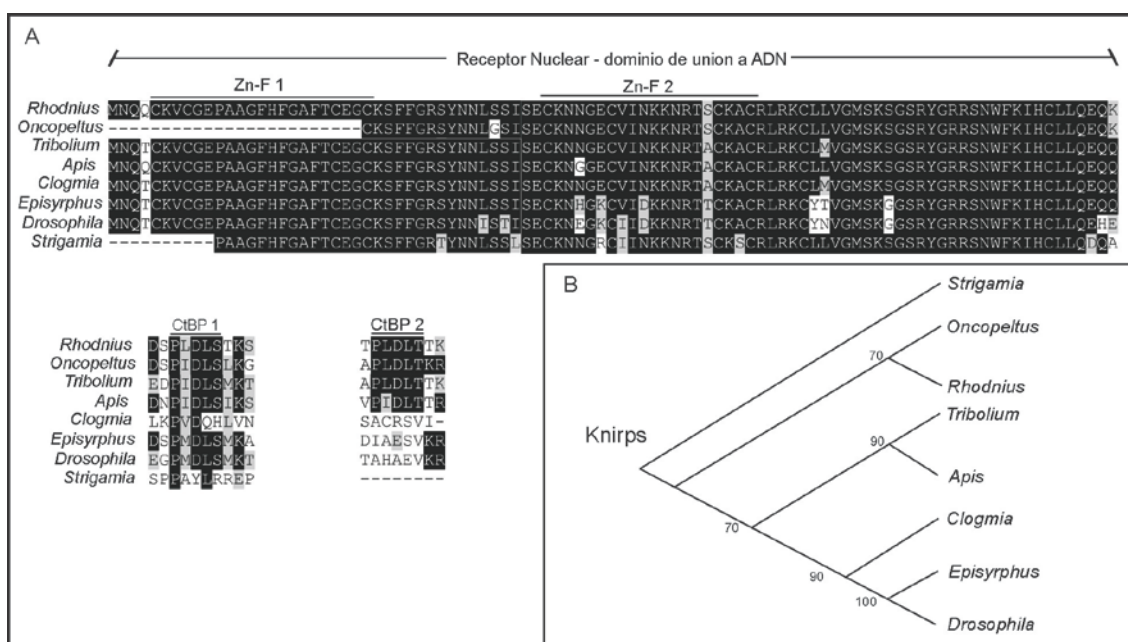 A
Receptor Nuclear - dominio de union a ADN
Zn-F 1 Zn-F 2
Rhodnius MNQQCKVCGEPAAGFHFGAFTCEGCKSFFGRSYNNLSSISECKNNGECVINKKNRTSCKACRLRKCLLVGMSKSGSRYGRRSNWFKIHCLLQEQK
Oncopeltus ------------------------CKSFFGRSYNNLGSISECKNNGECVINKKNRTSCKACRLRKCLLVGMSKSGSRYGRRSNWFKIHCLLQEQK
Tribolium MNQTCKVCGEPAAGFHFGAFTCEGCKSFFGRSYNNLSSISECKNNGECVINKKNRTACKACRLRKCLMVGMSKSGSRYGRRSNWFKIHCLLQEQQ
Apis MNQQCKVCGEPAAGFHFGAFTCEGCKSFFGRSYNNLSSISECKNGGECVINKKNRTACKACRLRKCLLVGMSKSGSRYGRRSNWFKIHCLLQEQQ
Clogmia MNQTCKVCGEPAAGFHFGAFTCEGCKSFFGRSYNNLSSISECKNNGECVINKKNRTACKACRLRKCLMVGMSKSGSRYGRRSNWFKIHCLLQEQQ
Episyrphus MNQTCKVCGEPAAGFHFGAFTCEGCKSFFGRSYNNLSSISECKNHGKCVIDKKNRTTCKACRLRKCYTVGMSKGGSRYGRRSNWFKIHCLLQEQQ
Drosophila MNQTCKVCGEPAAGFHFGAFTCEGCKSFFGRSYNNISTISECKNEGKCIIDKKNRTTCKACRLRKCYNVGMSKGGSRYGRRSNWFKIHCLLQEHE
Strigamia ----------PAAGFHFGAFTCEGCKSFFGRTYNNLSSLSECKNNGRCIINKKNRTSCKSCRLRKCLLVGMSKSGSRYGRRSNWFKIHCLLQDQA
CtBP 1 CtBP 2
Rhodnius DSPLDLSTKS TPLDLTTK
Oncopeltus DSPIDLSLKG APLDLTKR
Tribolium EDPIDLSMKT APLDLTTK
Apis DNPIDLSIKS VPIDLTTR
Clogmia LKPVDQHLVN SACRSVI-
Episyrphus DSPMDLSMKA DIAESVKR
Drosophila EGPMDLSMKT TAHAEVKR
Strigamia SPPAYLRREP --------
B
Strigamia
Oncopeltus
70
Rhodnius
Tribolium
90
Knirps
Apis
Clogmia
70
Episyrphus
90
100
Drosophila